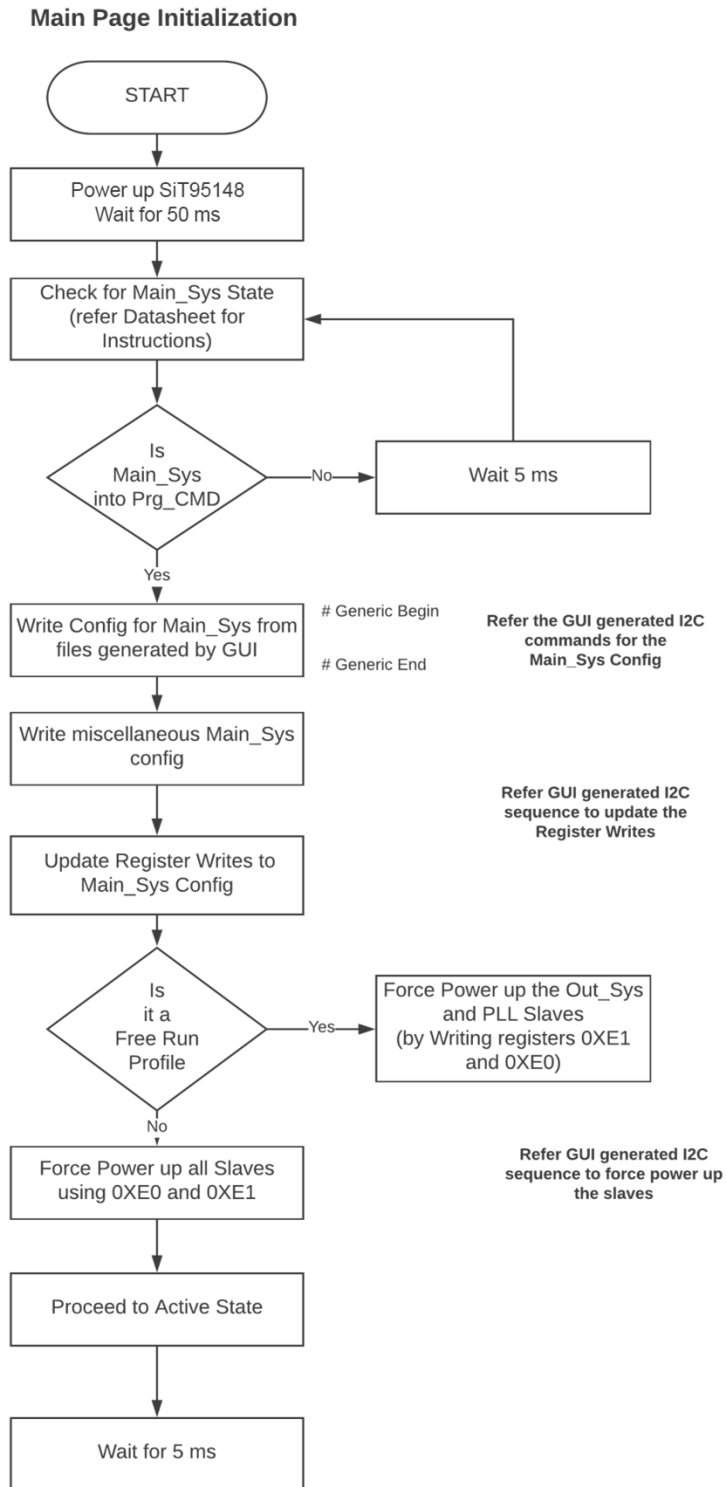 Main Page Initialization
START
Power up SiT95148
Wait for 50 ms
Check for Main_Sys State
(refer Datasheet for
Instructions)
Is
Main_Sys
into Prg_CMD
No
Wait 5 ms
Yes
Write Config for Main_Sys from
files generated by GUI
# Generic Begin
# Generic End
Refer the GUI generated I2C
commands for the
Main_Sys Config
Write miscellaneous Main_Sys
config
Refer GUI generated I2C
sequence to update the
Register Writes
Update Register Writes to
Main_Sys Config
Is
it a
Free Run
Profile
Yes
Force Power up the Out_Sys
and PLL Slaves
(by Writing registers 0XE1
and 0XE0)
No
Force Power up all Slaves
using 0XE0 and 0XE1
Refer GUI generated I2C
sequence to force power up
the slaves
Proceed to Active State
Wait for 5 ms